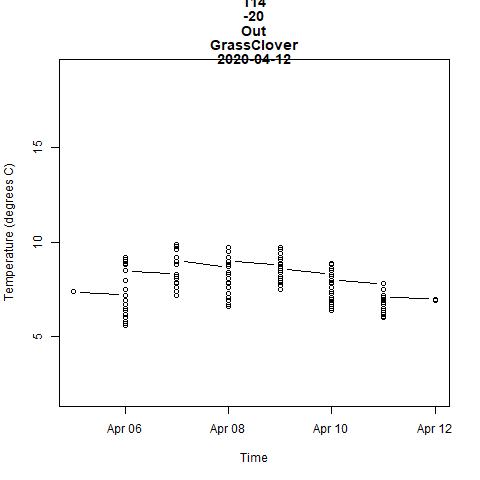 T14
-20
Out
GrassClover
2020-04-12
Temperature (degrees C)
15
10
5
Apr 06
Apr 08
Apr 10
Apr 12
Time